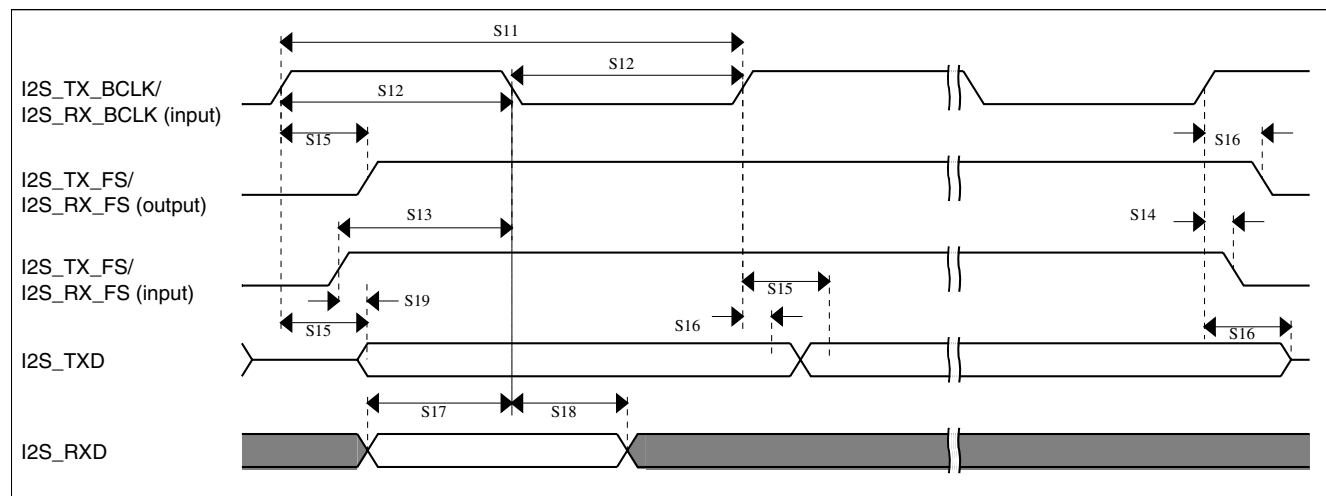 S11
I2S_TX_BCLK/
I2S_RX_BCLK (input)
S12
S12
S15
S16
I2S_TX_FS/
I2S_RX_FS (output)
S13
S14
I2S_TX_FS/
I2S_RX_FS (input)
S19
S15
S15
S16
S16
I2S_TXD
S17
S18
I2S_RXD